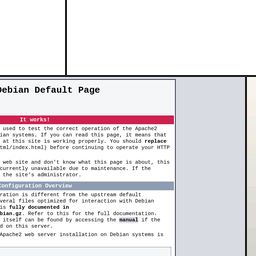 Debian Default Page
It works!
used to test the correct operation of the Apache2
ian systems. If you can read this page, it means that
at this site is working properly. You should replace
tml/index.html) before continuing to operate your HTTP
web site and don't know what this page is about, this
currently unavailable due to maintenance. If the
the site's administrator.
Configuration Overview
uration is different from the upstream default
everal files optimized for interaction with Debian
is fully documented in
bian.gz. Refer to this for the full documentation.
itself can be found by accessing the manual if the
d on this server.
Apache2 web server installation on Debian systems is